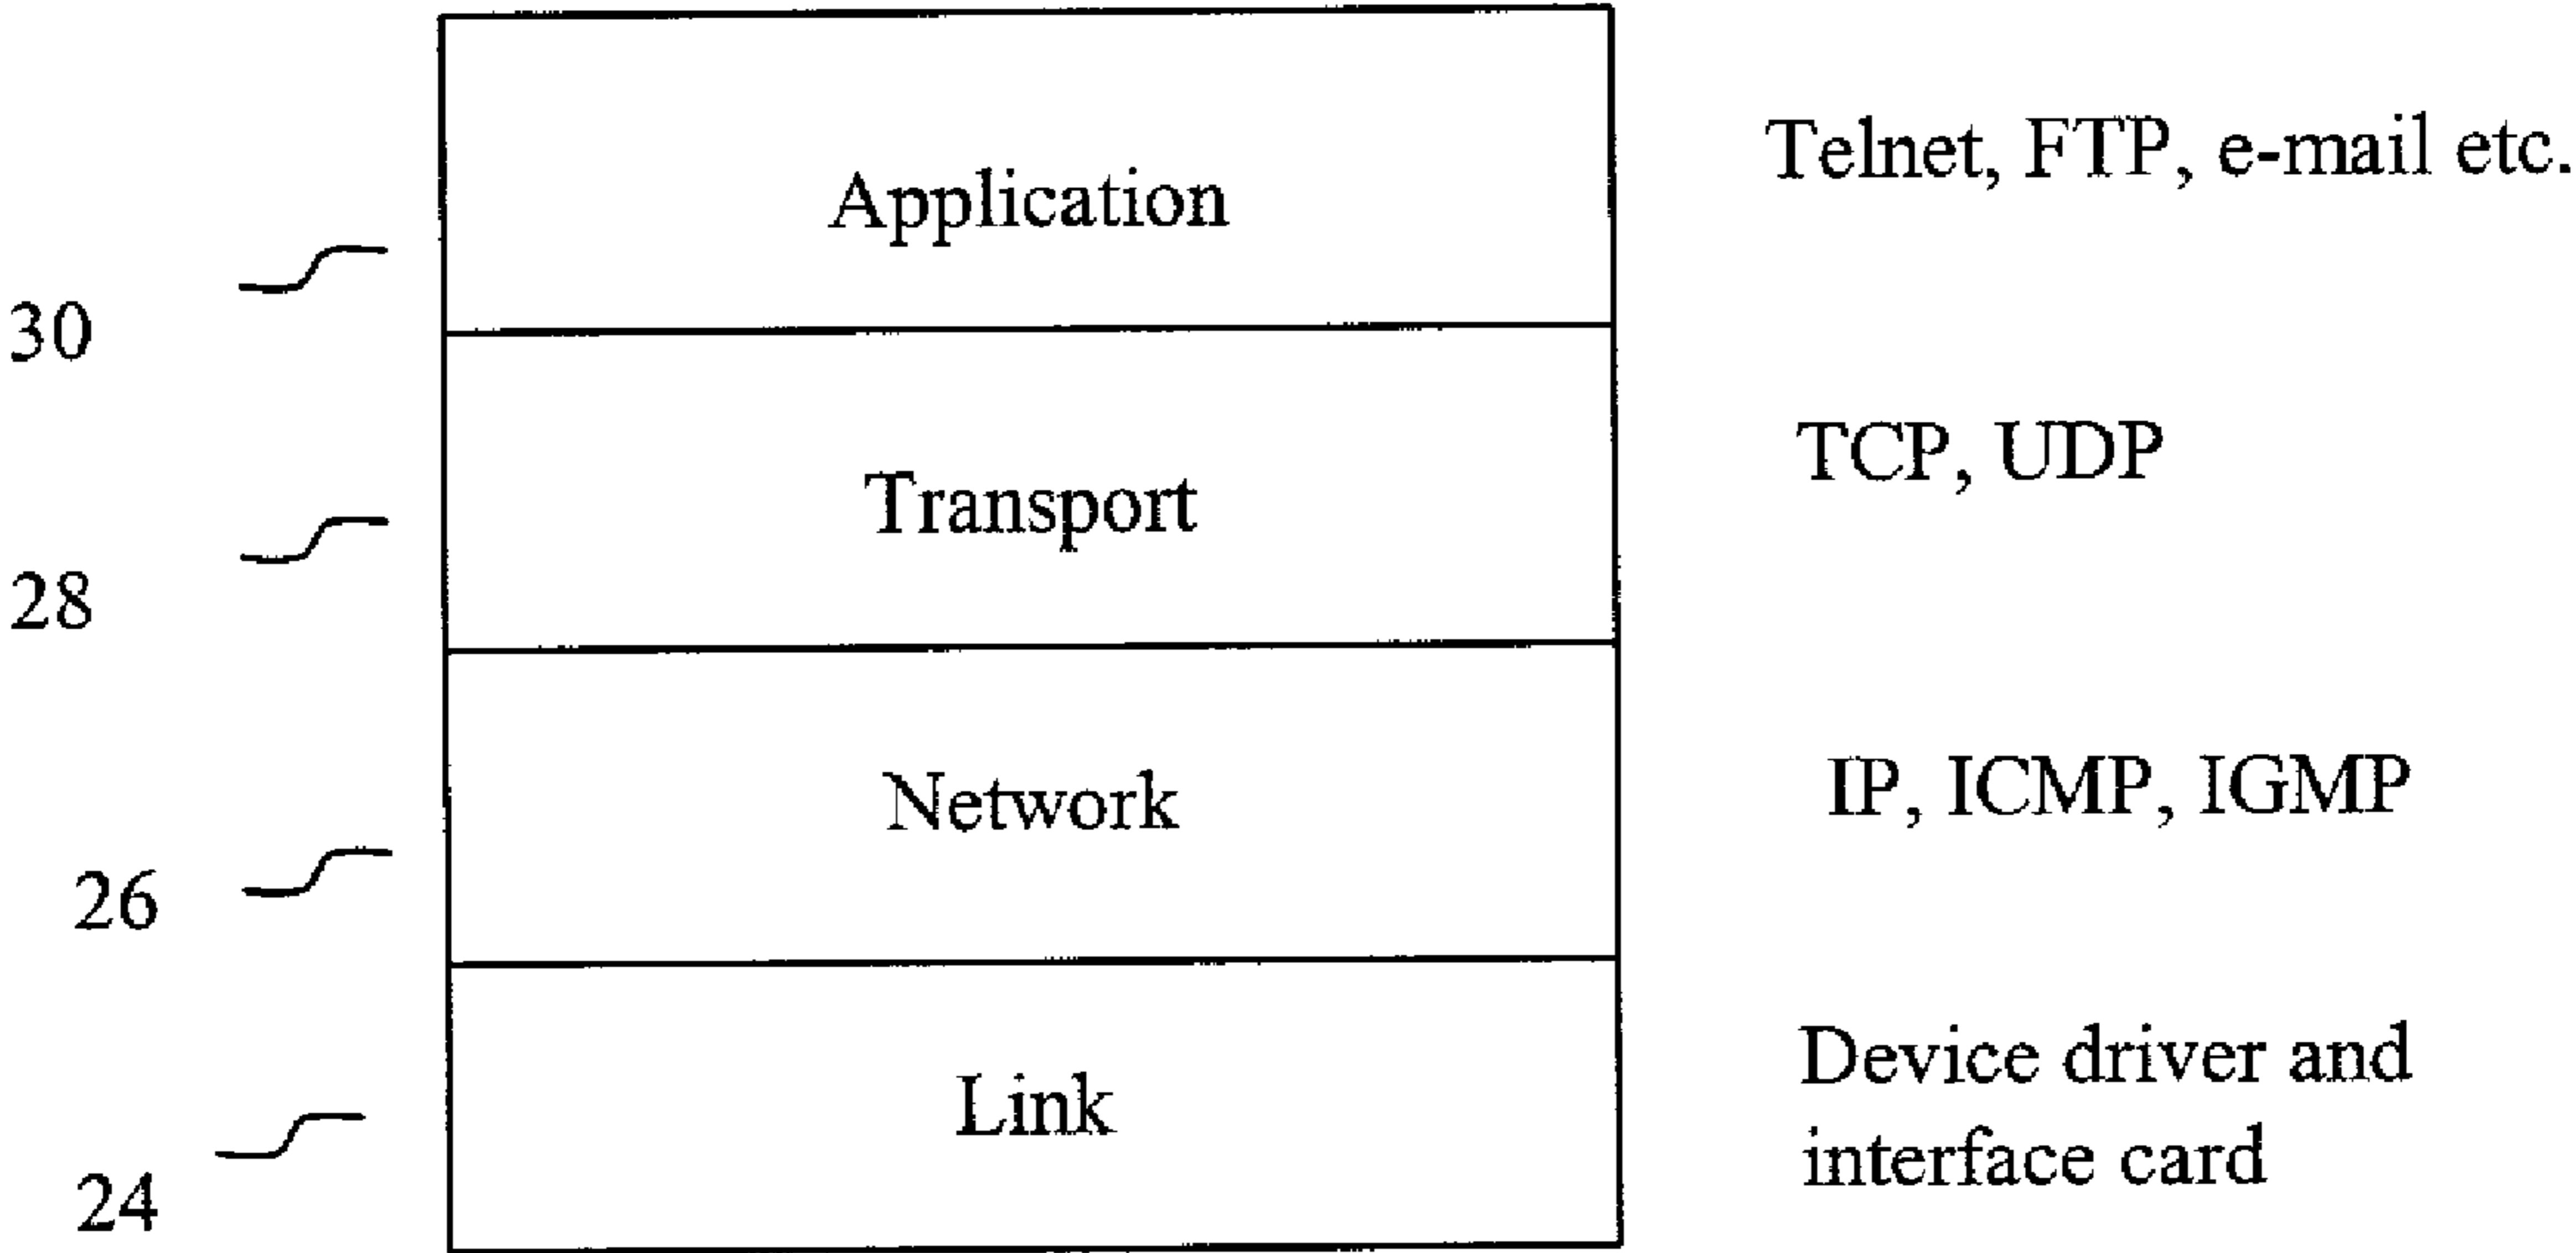 Application
Telnet, FTP, e-mail etc.
30
Transport
TCP, UDP
28
Network
IP, ICMP, IGMP
26
Link
Device driver and
interface card
24